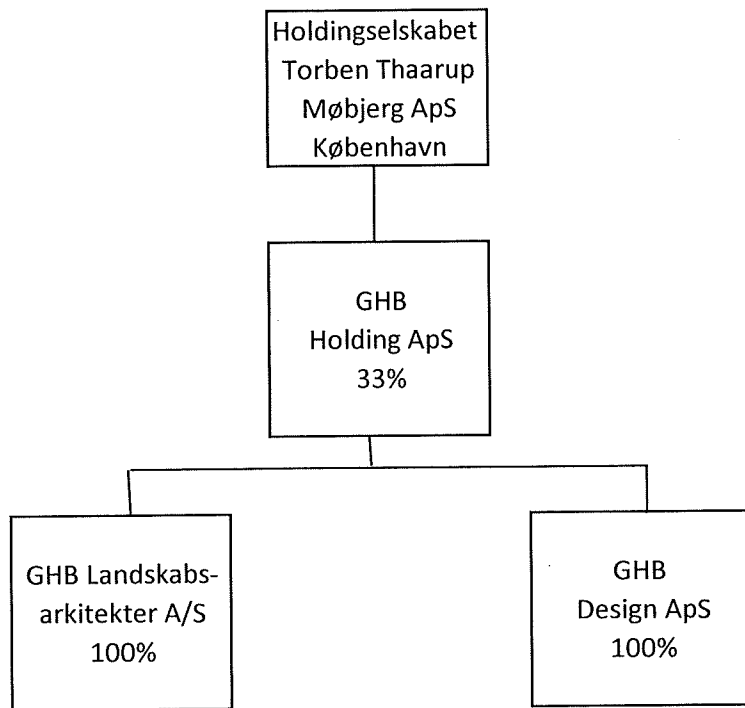 Holdingselskabet
Torben Thaarup
Møbjerg ApS
København
GHB
Holding ApS
33%
GHB Landskabs-
arkitekter A/S
100%
GHB
Design ApS
100%